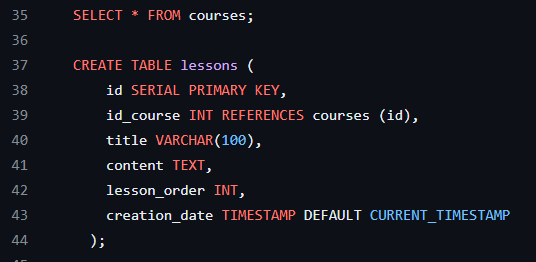 35 SELECT * FROM courses;
36
37 CREATE TABLE lessons (
38 id SERIAL PRIMARY KEY,
39 id_course INT REFERENCES courses (id),
40 title VARCHAR(100),
41 content TEXT,
42 lesson_order INT,
43 creation_date TIMESTAMP DEFAULT CURRENT_TIMESTAMP
44 );